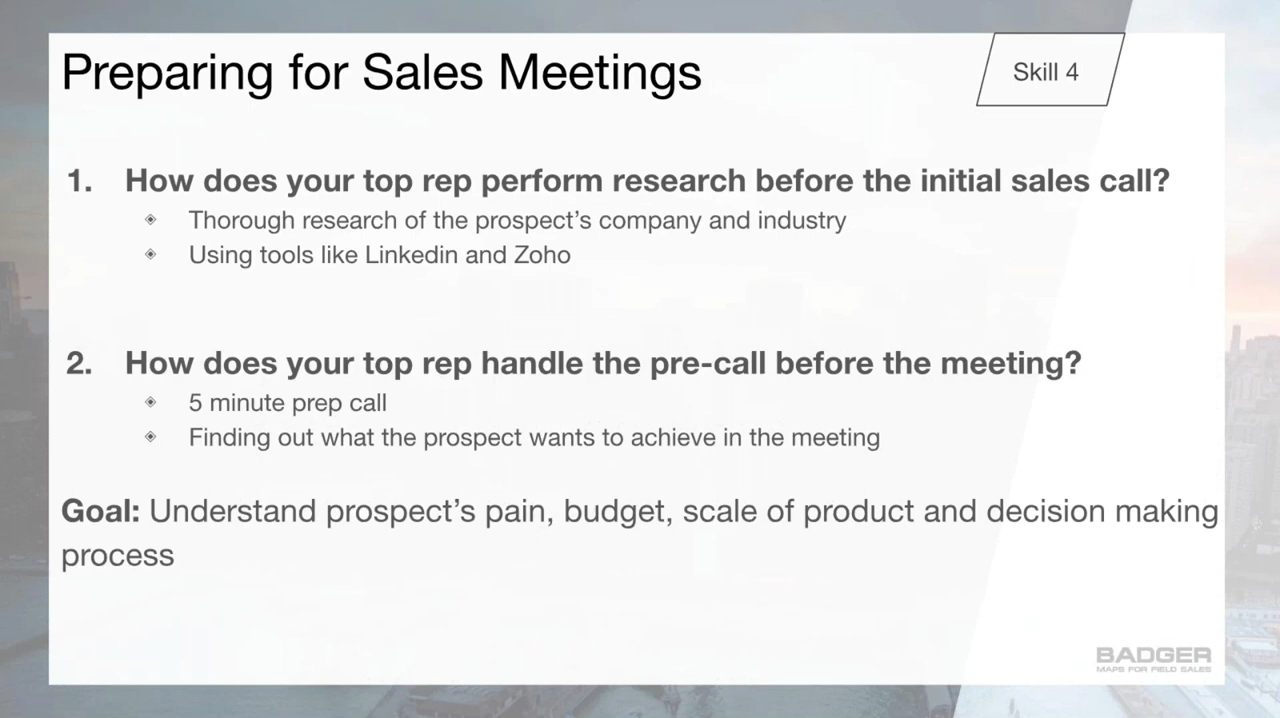 Preparing for Sales Meetings
Skill 4
1. How does your top rep perform research before the initial sales call?
Thorough research of the prospect’s company and industry
Using tools like Linkedin and Zoho
2. How does your top rep handle the pre-call before the meeting?
5 minute prep call
Finding out what the prospect wants to achieve in the meeting
Goal: Understand prospect’s pain, budget, scale of product and decision making
process
BADGER
MAPS FOR FIELD SALES